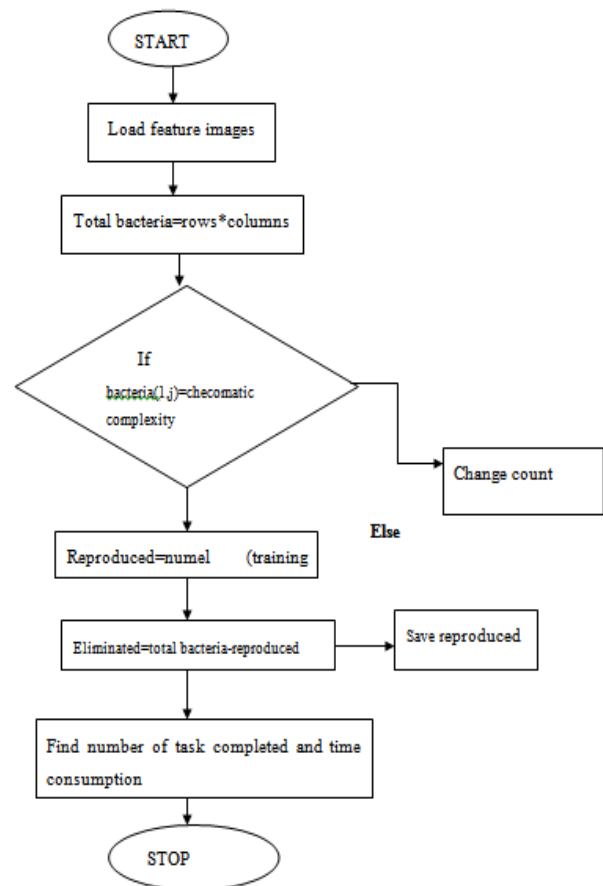 START
Load feature images
Total bacteria=rows*columns
If
bacteria(1,j)=checomatic
complexity
Change count
Else
Reproduced=numel (training
Eliminated=total bacteria-reproduced
Save reproduced
Find number of task completed and time
consumption
STOP